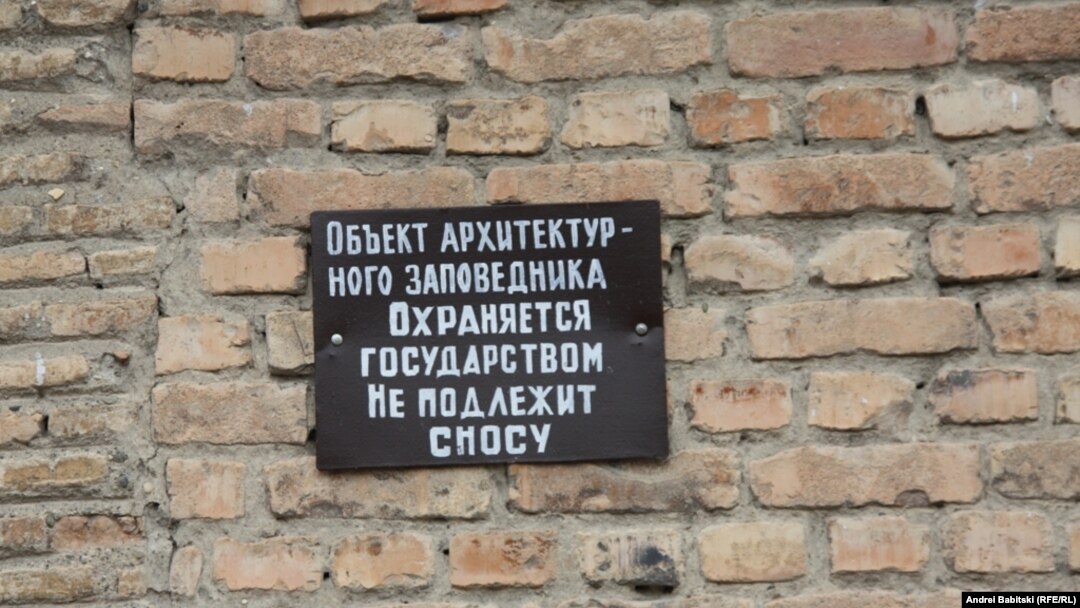 Объект архитектур-
ного заповедника
Охраняется
государством
Не подлежит
сносу
Andrei Babitski (RFE/RL)